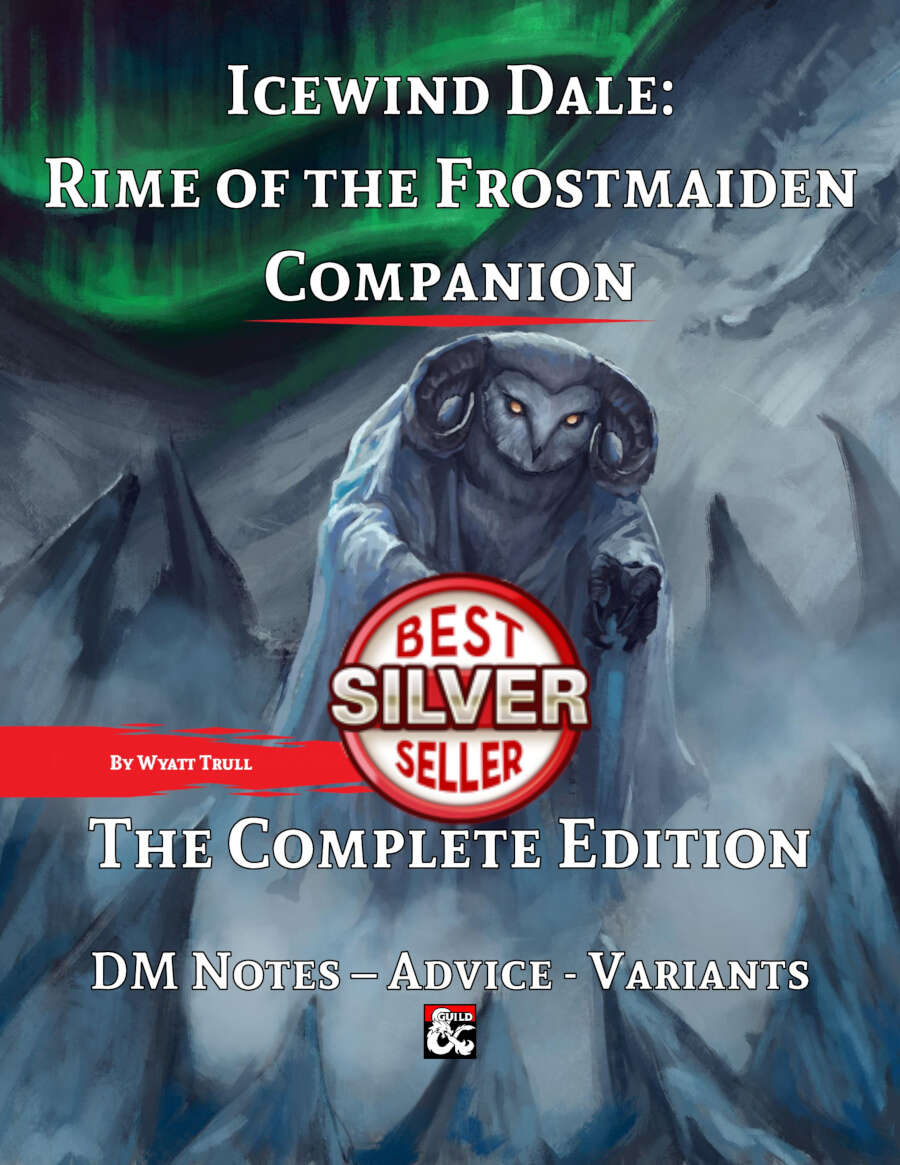 Icewind Dale:
Rime of the Frostmaiden
Companion
BEST
SILVER
SELLER
By Wyatt Trull
The Complete Edition
DM Notes – Advice - Variants
GUILD